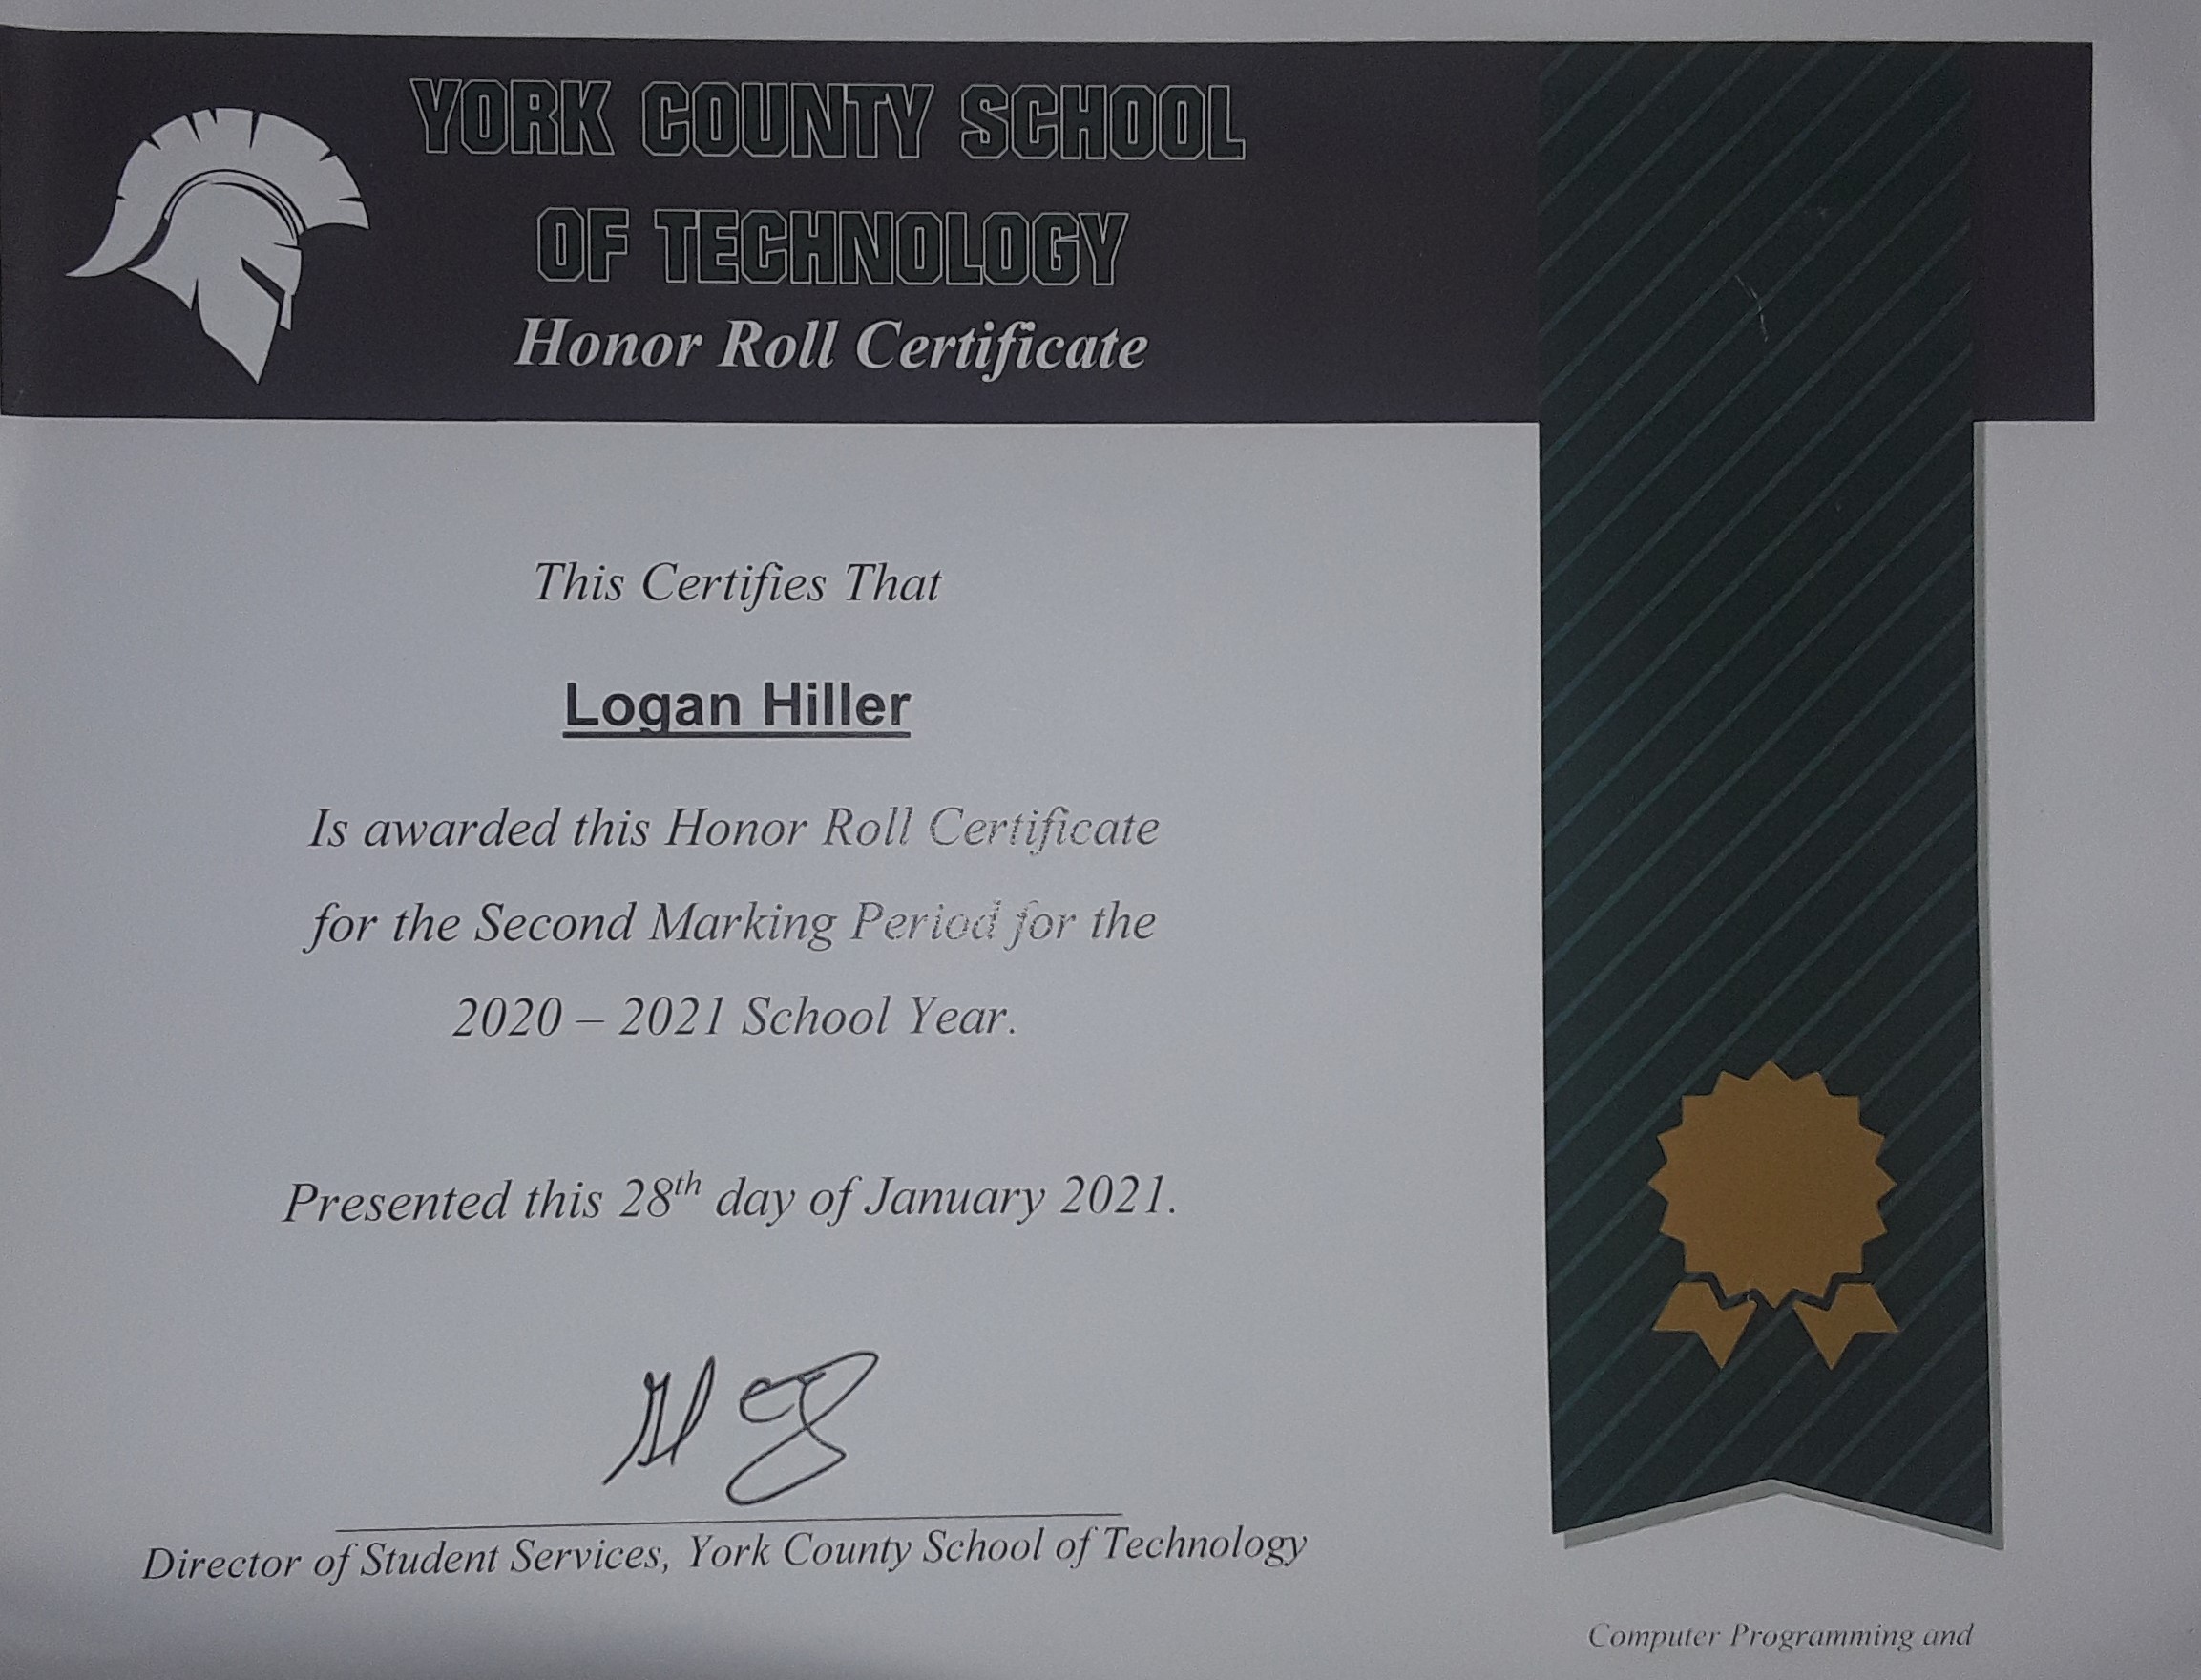 YORK COUNTY SCHOOL
OF TECHNOLOGY
Honor Roll Certificate
This Certifies That
Logan Hiller
Is awarded this Honor Roll Certificate
for the Second Marking Period for the
2020 – 2021 School Year.
Presented this 28th day of January 2021.
Director of Student Services, York County School of Technology
Computer Programming and